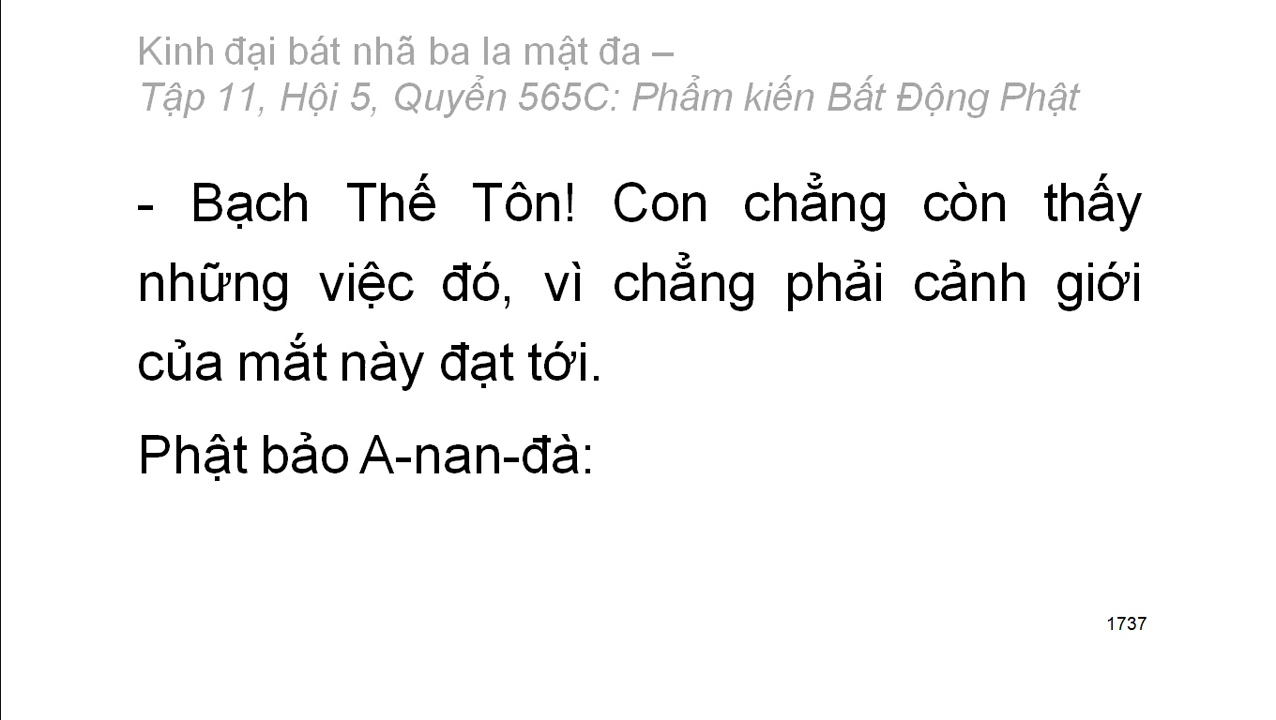 Kinh đại bát nhã ba la mật đa –
Tập 11, Hội 5, Quyển 565C: Phẩm kiến Bất Động Phật
- Bạch Thế Tôn! Con chẳng còn thấy
những việc đó, vì chẳng phải cảnh giới
của mắt này đạt tới.
Phật bảo A-nan-đà:
1737